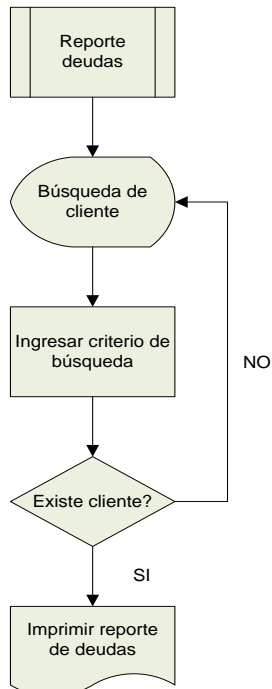 Reporte
deudas
Búsqueda de
cliente
Ingresar criterio de
búsqueda
NO
Existe cliente?
SI
Imprimir reporte
de deudas